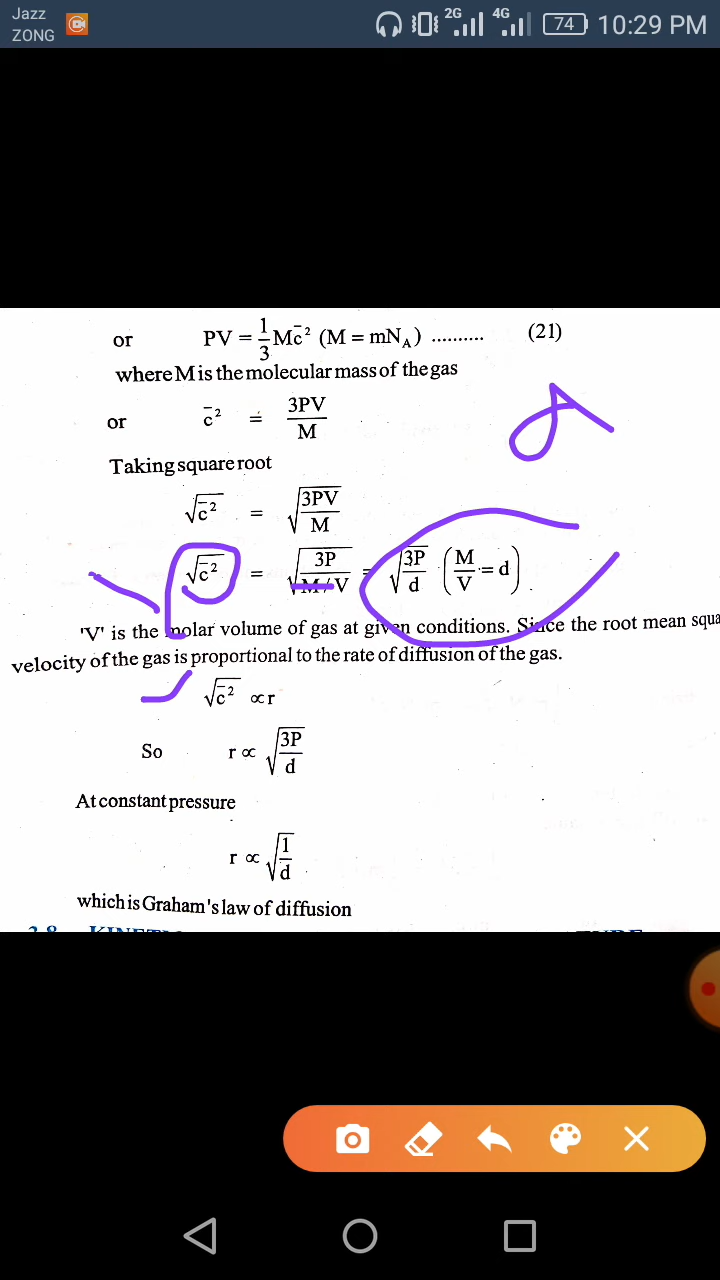 Jazz
ZONG
2G 4G 74 10:29 PM
or PV = 1/3 Mc̄² (M = mN_A) .......... (21)
where M is the molecular mass of the gas
or c̄² = 3PV/M
Taking square root
√c̄² = √(3PV/M)
√c̄² = √(3P/(M/V)) = √(3P/d) (M/V = d)
'V' is the molar volume of gas at given conditions. Since the root mean squa
velocity of the gas is proportional to the rate of diffusion of the gas.
√c̄² ∝ r
So r ∝ √(3P/d)
At constant pressure
r ∝ √(1/d)
which is Graham's law of diffusion